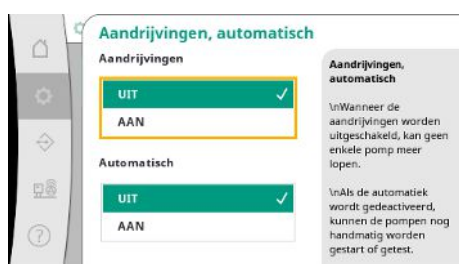 Aandrijvingen, automatisch
Aandrijvingen
UIT
AAN
Automatisch
UIT
AAN
Aandrijvingen,
automatisch
\nWanneer de
aandrijvingen worden
uitgeschakeld, kan geen
enkele pomp meer
lopen.
\nAls de automatiek
wordt gedeactiveerd,
kunnen de pompen nog
handmatig worden
gestart of getest.